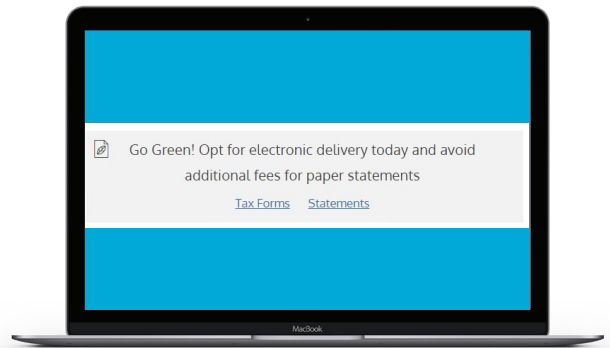 Go Green! Opt for electronic delivery today and avoid
additional fees for paper statements
Tax Forms Statements
MacBook